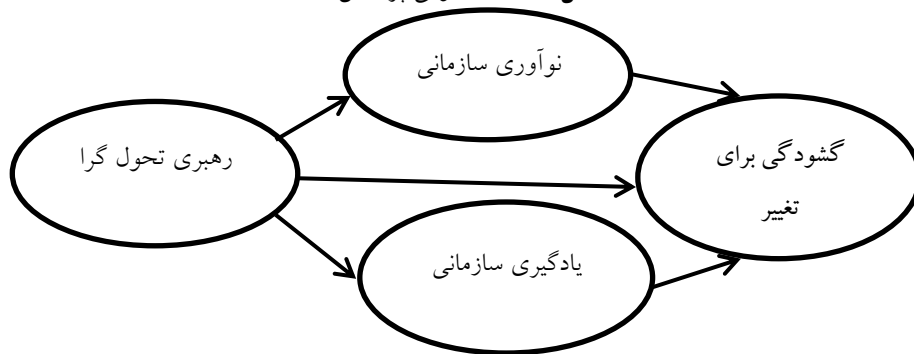 نوآوری سازمانی
رهبری تحول گرا
گشودگی برای
تغییر
یادگیری سازمانی